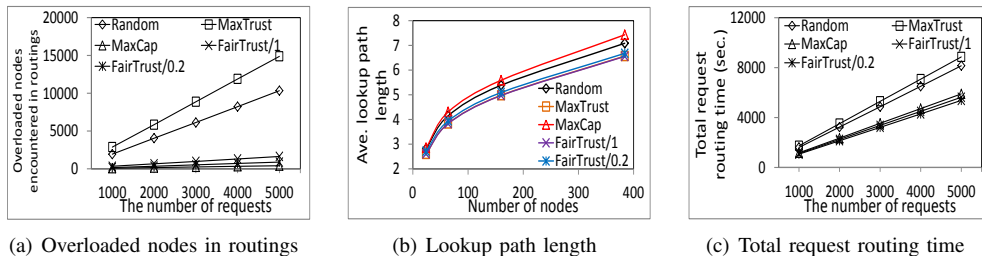 20000
15000
10000
5000
0
Overloaded nodes
encountered in routings
Random
MaxTrust
MaxCap
FairTrust/1
FairTrust/0.2
1000 2000 3000 4000 5000
The number of requests
(a) Overloaded nodes in routings
8
7
6
5
4
3
2
Ave. lookup path
length
Random
MaxTrust
MaxCap
FairTrust/1
FairTrust/0.2
0 100 200 300 400
Number of nodes
(b) Lookup path length
12000
8000
4000
0
Total request
routing time (sec.)
Random
MaxTrust
MaxCap
FairTrust/1
FairTrust/0.2
1000 2000 3000 4000 5000
The number of requests
(c) Total request routing time